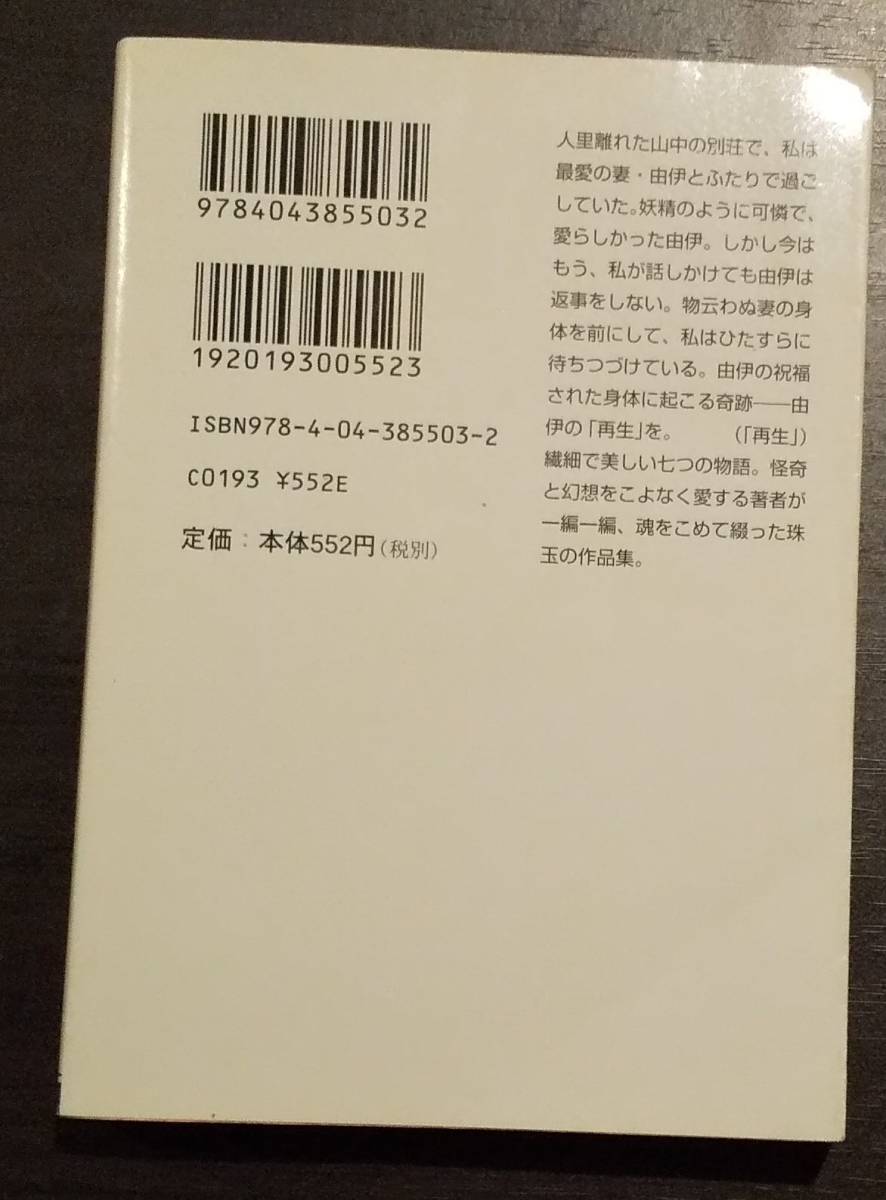 9784043855032
1920193005523
ISBN978-4-04-385503-2
C0193 ¥552E
定価：本体552円（税別）
人里離れた山中の別荘で、私は
最愛の妻・由伊とふたりで過ご
していた。妖精のように可憐で、
愛らしかった由伊。しかし今は
もう、私が話しかけても由伊は
返事をしない。物云わぬ妻の身
体を前にして、私はひたすらに
待ちつづけている。由伊の祝福
された身体に起こる奇跡──由
伊の「再生」を。　　（「再生」）
繊細で美しい七つの物語。怪奇
と幻想をこよなく愛する著者が
一編一編、魂をこめて綴った珠
玉の作品集。